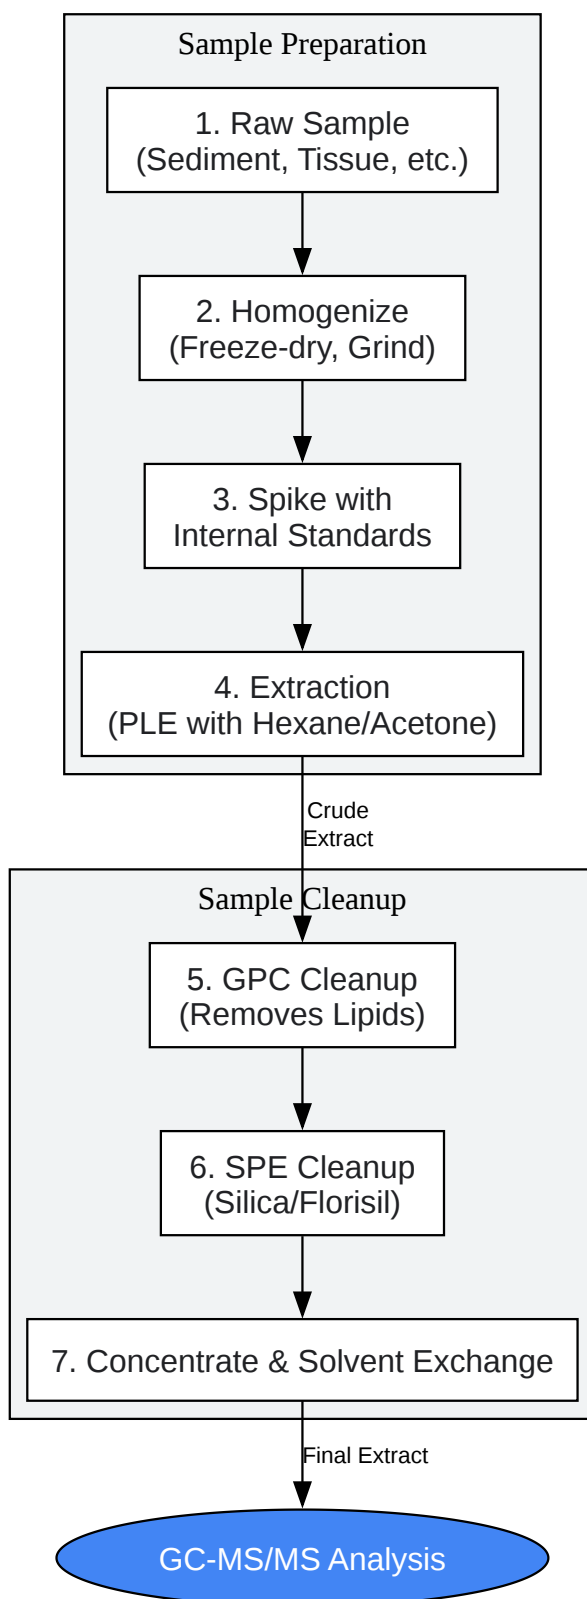 Sample Preparation
1. Raw Sample
(Sediment, Tissue, etc.)
2. Homogenize
(Freeze-dry, Grind)
3. Spike with
Internal Standards
4. Extraction
(PLE with Hexane/Acetone)
Crude
Extract
Sample Cleanup
5. GPC Cleanup
(Removes Lipids)
6. SPE Cleanup
(Silica/Florisil)
7. Concentrate & Solvent Exchange
Final Extract
GC-MS/MS Analysis